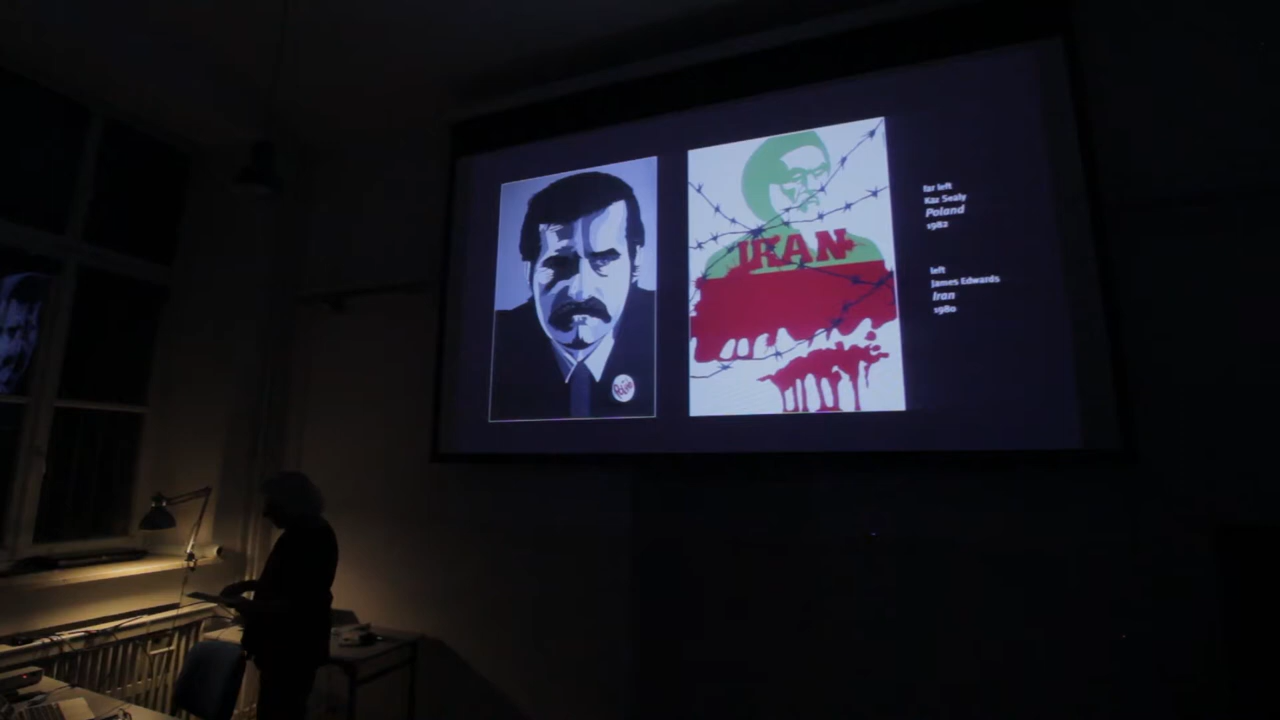 IRAN
far left
Kaz Sealy
Poland
1982
left
James Edwards
Iran
1980